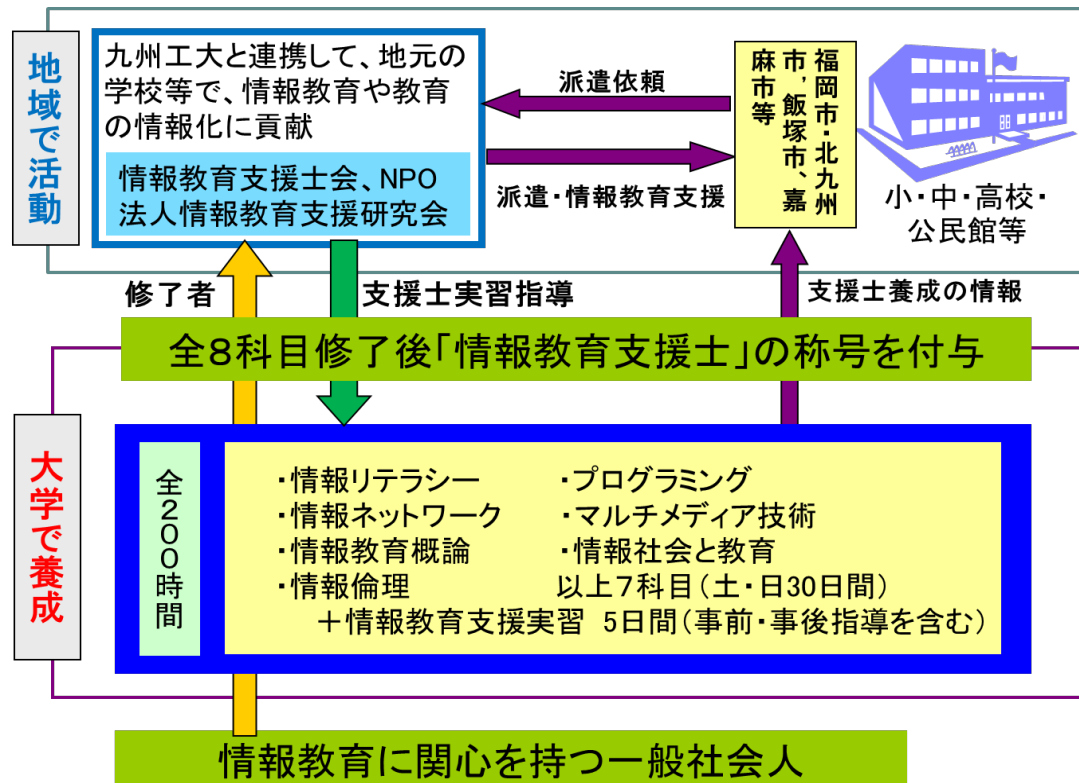 地域で活動
九州工大と連携して、地元の
学校等で、情報教育や教育
の情報化に貢献
情報教育支援士会、NPO
法人情報教育支援研究会
派遣依頼
派遣・情報教育支援
福岡市・北九州
市，飯塚市、嘉
麻市等
小・中・高校・
公民館等
修了者
支援士実習指導
支援士養成の情報
全８科目修了後「情報教育支援士」の称号を付与
大学で養成
全２００時間
・情報リテラシー
・プログラミング
・情報ネットワーク
・マルチメディア技術
・情報教育概論
・情報社会と教育
・情報倫理
以上７科目（土・日30日間）
＋情報教育支援実習 5日間（事前・事後指導を含む）
情報教育に関心を持つ一般社会人